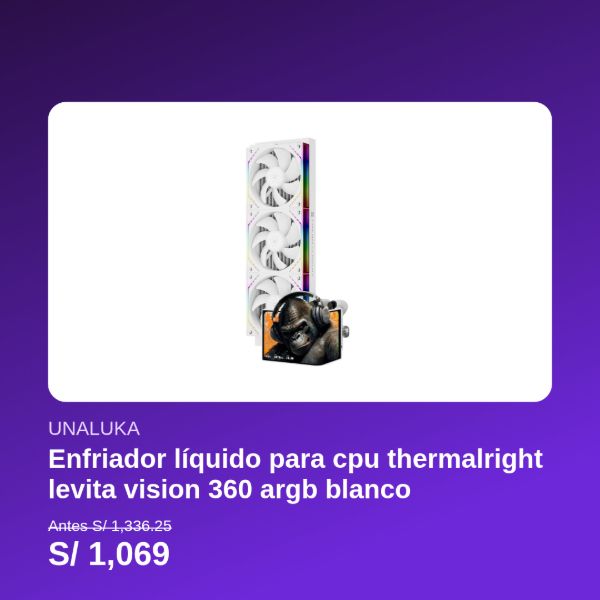 UNALUKA
Enfriador líquido para cpu thermalright
levita vision 360 argb blanco
Antes S/ 1,336.25
S/ 1,069